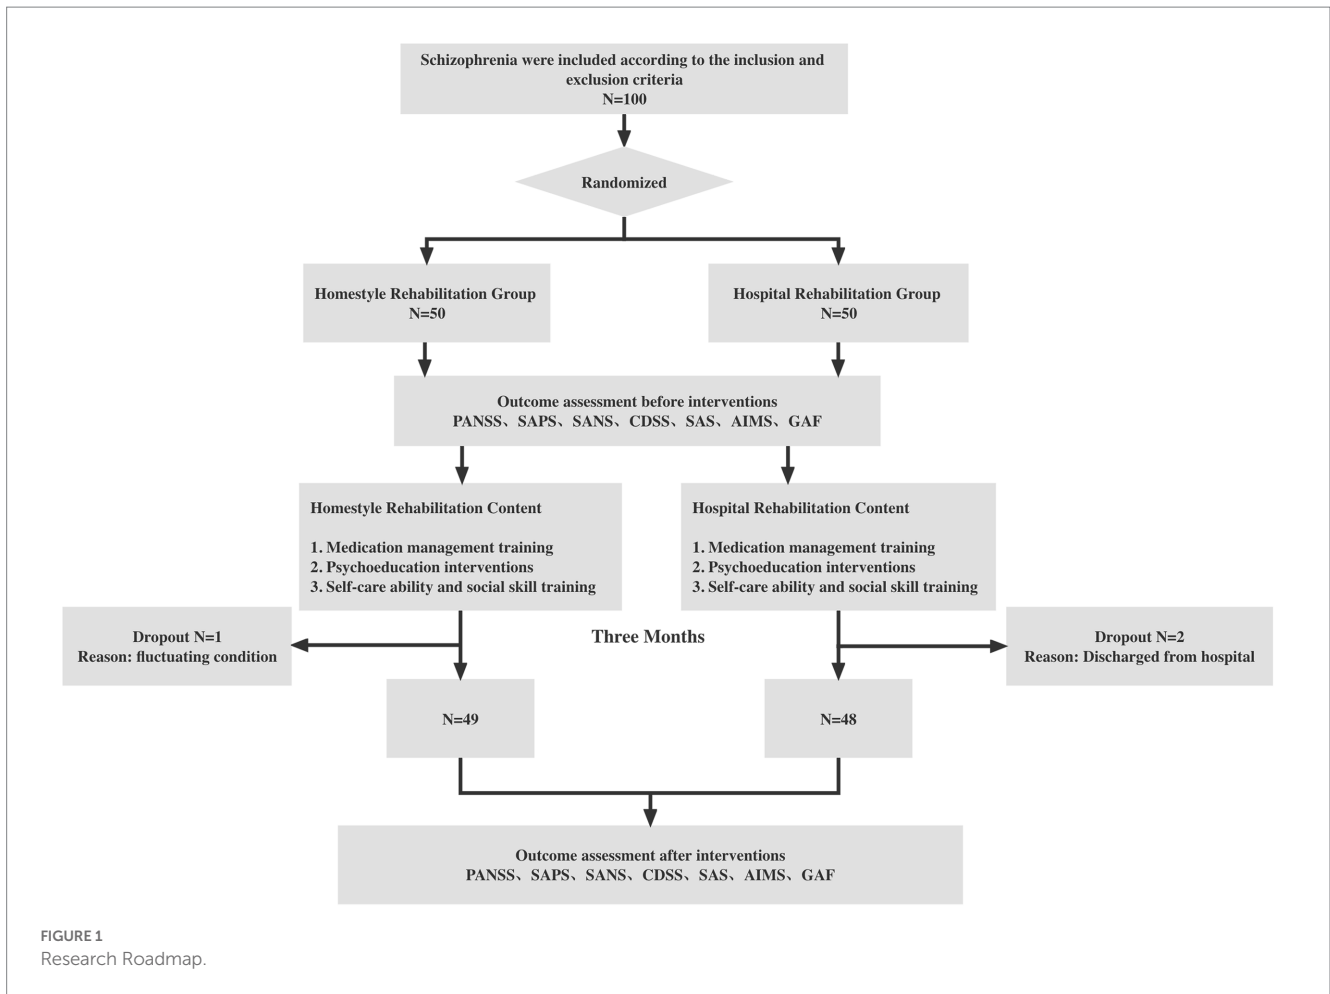 Schizophrenia were included according to the inclusion and
exclusion criteria
N=100
Randomized
Homestyle Rehabilitation Group
N=50
Hospital Rehabilitation Group
N=50
Outcome assessment before interventions
PANSS、SAPS、SANS、CDSS、SAS、AIMS、GAF
Homestyle Rehabilitation Content
1. Medication management training
2. Psychoeducation interventions
3. Self-care ability and social skill training
Hospital Rehabilitation Content
1. Medication management training
2. Psychoeducation interventions
3. Self-care ability and social skill training
Dropout N=1
Reason: fluctuating condition
Three Months
Dropout N=2
Reason: Discharged from hospital
N=49
N=48
Outcome assessment after interventions
PANSS、SAPS、SANS、CDSS、SAS、AIMS、GAF
FIGURE 1
Research Roadmap.